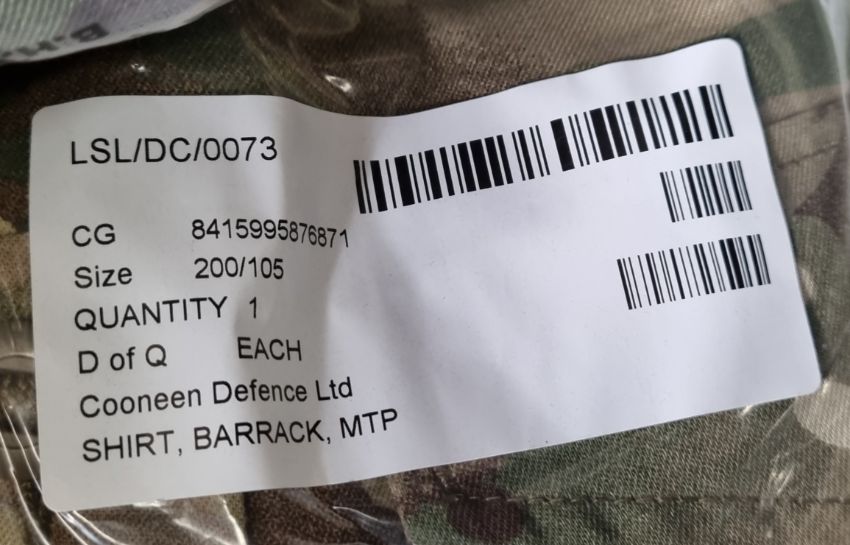 LSL/DC/0073
CG 8415995876871
Size 200/105
QUANTITY 1
D of Q EACH
Cooneen Defence Ltd
SHIRT, BARRACK, MTP